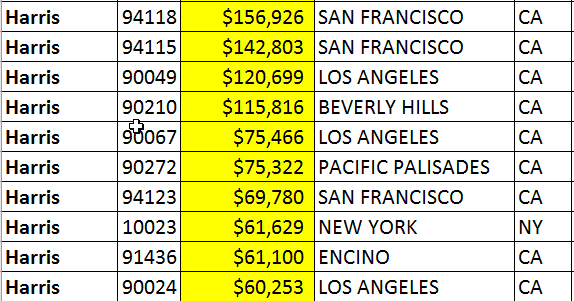 Harris 94118 $156,926 SAN FRANCISCO CA
Harris 94115 $142,803 SAN FRANCISCO CA
Harris 90049 $120,699 LOS ANGELES CA
Harris 90210 $115,816 BEVERLY HILLS CA
Harris 90067 $75,466 LOS ANGELES CA
Harris 90272 $75,322 PACIFIC PALISADES CA
Harris 94123 $69,780 SAN FRANCISCO CA
Harris 10023 $61,629 NEW YORK NY
Harris 91436 $61,100 ENCINO CA
Harris 90024 $60,253 LOS ANGELES CA